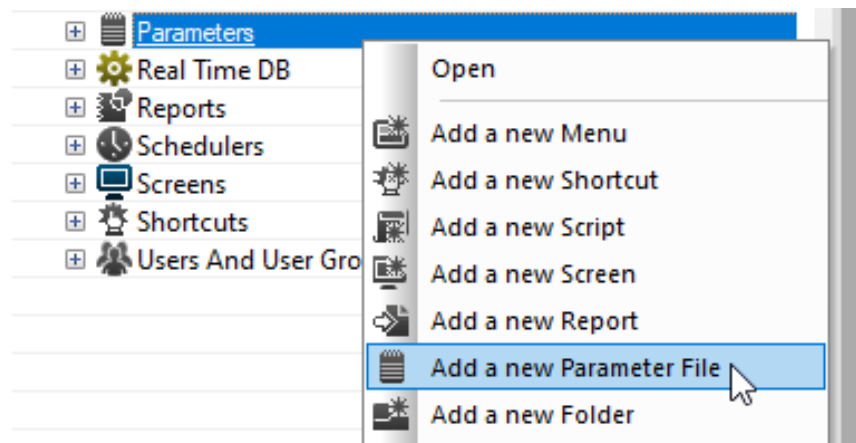 Parameters
Real Time DB
Reports
Schedulers
Screens
Shortcuts
Users And User Gro
Open
Add a new Menu
Add a new Shortcut
Add a new Script
Add a new Screen
Add a new Report
Add a new Parameter File
Add a new Folder